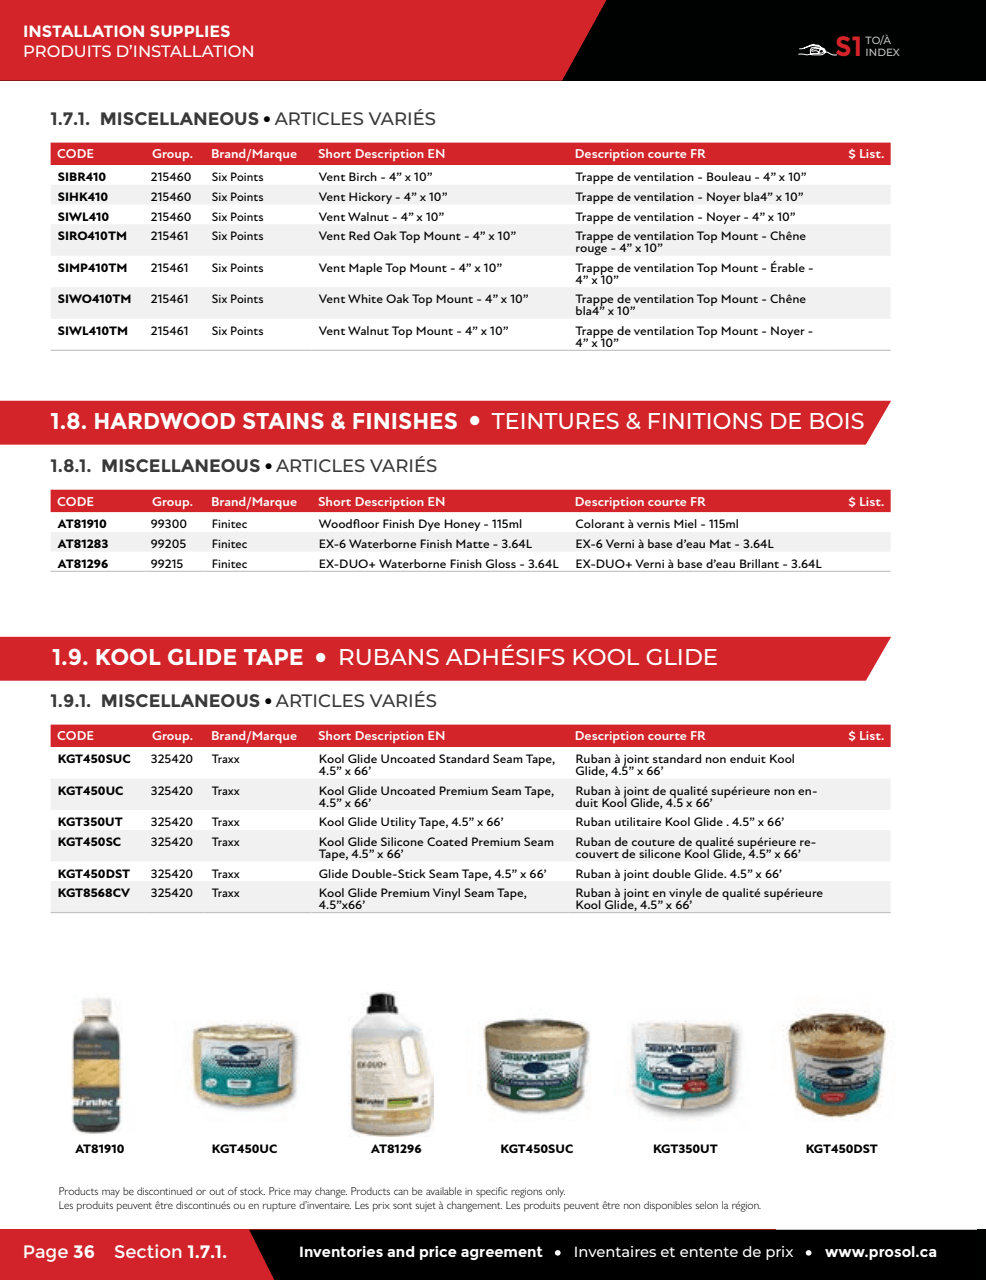 INSTALLATION SUPPLIES
PRODUITS D’INSTALLATION
S1 TO/À INDEX
1.7.1. MISCELLANEOUS • ARTICLES VARIÉS
CODE Group. Brand/Marque Short Description EN Description courte FR $ List.
SIBR410 215460 Six Points Vent Birch - 4” x 10” Trappe de ventilation - Bouleau - 4” x 10”
SIHK410 215460 Six Points Vent Hickory - 4” x 10” Trappe de ventilation - Noyer bla4” x 10”
SIWL410 215460 Six Points Vent Walnut - 4” x 10” Trappe de ventilation - Noyer - 4” x 10”
SIRO410TM 215461 Six Points Vent Red Oak Top Mount - 4” x 10” Trappe de ventilation Top Mount - Chêne
rouge - 4” x 10”
SIMP410TM 215461 Six Points Vent Maple Top Mount - 4” x 10” Trappe de ventilation Top Mount - Érable -
4” x 10”
SIWO410TM 215461 Six Points Vent White Oak Top Mount - 4” x 10” Trappe de ventilation Top Mount - Chêne
bla4” x 10”
SIWL410TM 215461 Six Points Vent Walnut Top Mount - 4” x 10” Trappe de ventilation Top Mount - Noyer -
4” x 10”
1.8. HARDWOOD STAINS & FINISHES • TEINTURES & FINITIONS DE BOIS
1.8.1. MISCELLANEOUS • ARTICLES VARIÉS
CODE Group. Brand/Marque Short Description EN Description courte FR $ List.
AT81910 99300 Finitec Woodfloor Finish Dye Honey - 115ml Colorant à vernis Miel - 115ml
AT81283 99205 Finitec EX-6 Waterborne Finish Matte - 3.64L EX-6 Verni à base d’eau Mat - 3.64L
AT81296 99215 Finitec EX-DUO+ Waterborne Finish Gloss - 3.64L EX-DUO+ Verni à base d’eau Brillant - 3.64L
1.9. KOOL GLIDE TAPE • RUBANS ADHÉSIFS KOOL GLIDE
1.9.1. MISCELLANEOUS • ARTICLES VARIÉS
CODE Group. Brand/Marque Short Description EN Description courte FR $ List.
KGT450SUC 325420 Traxx Kool Glide Uncoated Standard Seam Tape, Ruban à joint standard non enduit Kool
4.5” x 66’ Glide, 4.5” x 66’
KGT450UC 325420 Traxx Kool Glide Uncoated Premium Seam Tape, Ruban à joint de qualité supérieure non en-
4.5” x 66’ duit Kool Glide, 4.5 x 66’
KGT350UT 325420 Traxx Kool Glide Utility Tape, 4.5” x 66’ Ruban utilitaire Kool Glide . 4.5” x 66’
KGT450SC 325420 Traxx Kool Glide Silicone Coated Premium Seam Ruban de couture de qualité supérieure re-
Tape, 4.5” x 66’ couvert de silicone Kool Glide, 4.5” x 66’
KGT450DST 325420 Traxx Glide Double-Stick Seam Tape, 4.5” x 66’ Ruban à joint double Glide. 4.5” x 66’
KGT8568CV 325420 Traxx Kool Glide Premium Vinyl Seam Tape, Ruban à joint en vinyle de qualité supérieure
4.5”x66’ Kool Glide, 4.5” x 66’
Finitec
EX-DUO+
Finitec
SEAMMASTER
KOOL GLIDE
SEAMMASTER
KOOL GLIDE
KOOL GLIDE
AT81910 KGT450UC AT81296 KGT450SUC KGT350UT KGT450DST
Products may be discontinued or out of stock. Price may change. Products can be available in specific regions only.
Les produits peuvent être discontinués ou en rupture d’inventaire. Les prix sont sujet à changement. Les produits peuvent être non disponibles selon la région.
Page 36 Section 1.7.1. Inventories and price agreement • Inventaires et entente de prix • www.prosol.ca